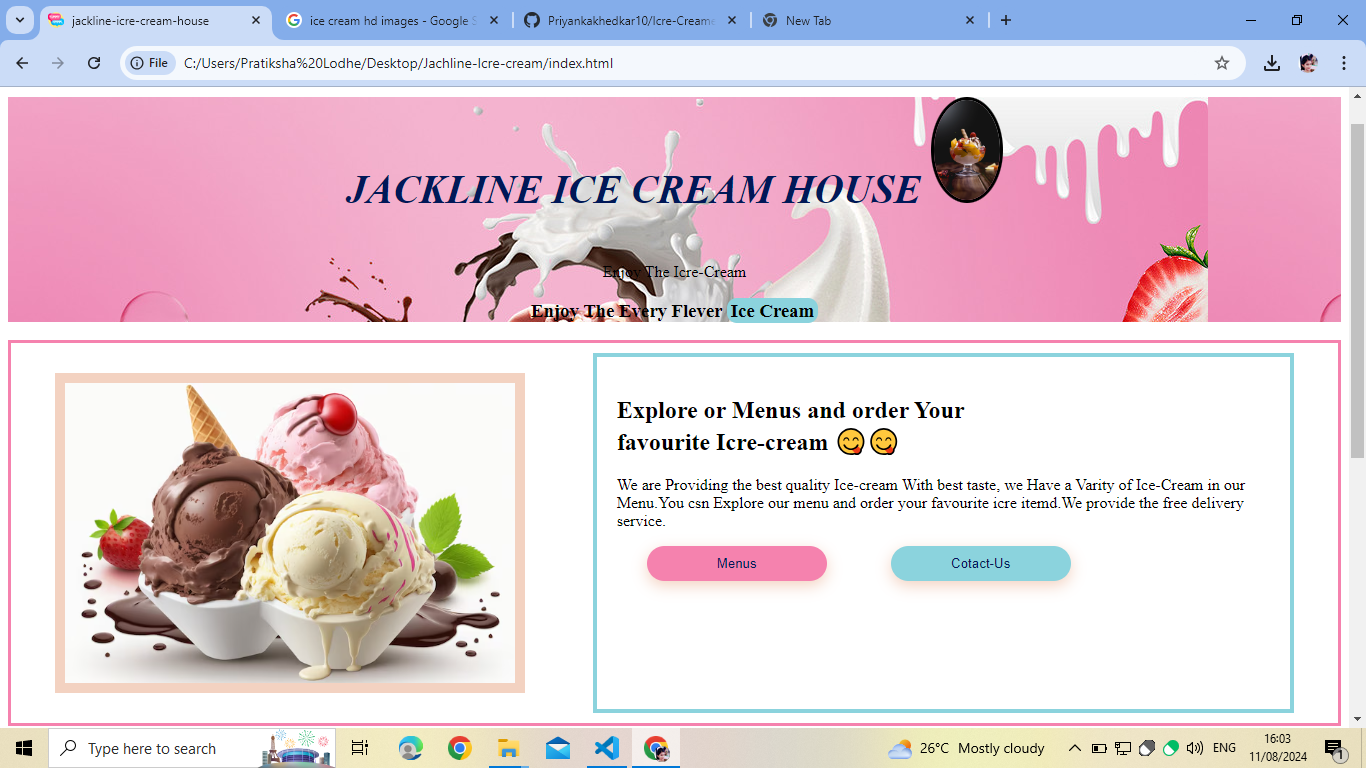 jackline-icre-cream-house
ice cream hd images - Google S
Priyankakhedkar10/Icre-Creame
New Tab
File
C:/Users/Pratiksha%20Lodhe/Desktop/Jachline-Icre-cream/index.html
JACKLINE ICE CREAM HOUSE
Enjoy The Icre-Cream
Enjoy The Every Flever Ice Cream
Explore or Menus and order Your
favourite Icre-cream 😋😋
We are Providing the best quality Ice-cream With best taste, we Have a Varity of Ice-Cream in our
Menu.You csn Explore our menu and order your favourite icre itemd.We provide the free delivery
service.
Menus
Cotact-Us
Type here to search
26°C Mostly cloudy
ENG
16:03
11/08/2024
1